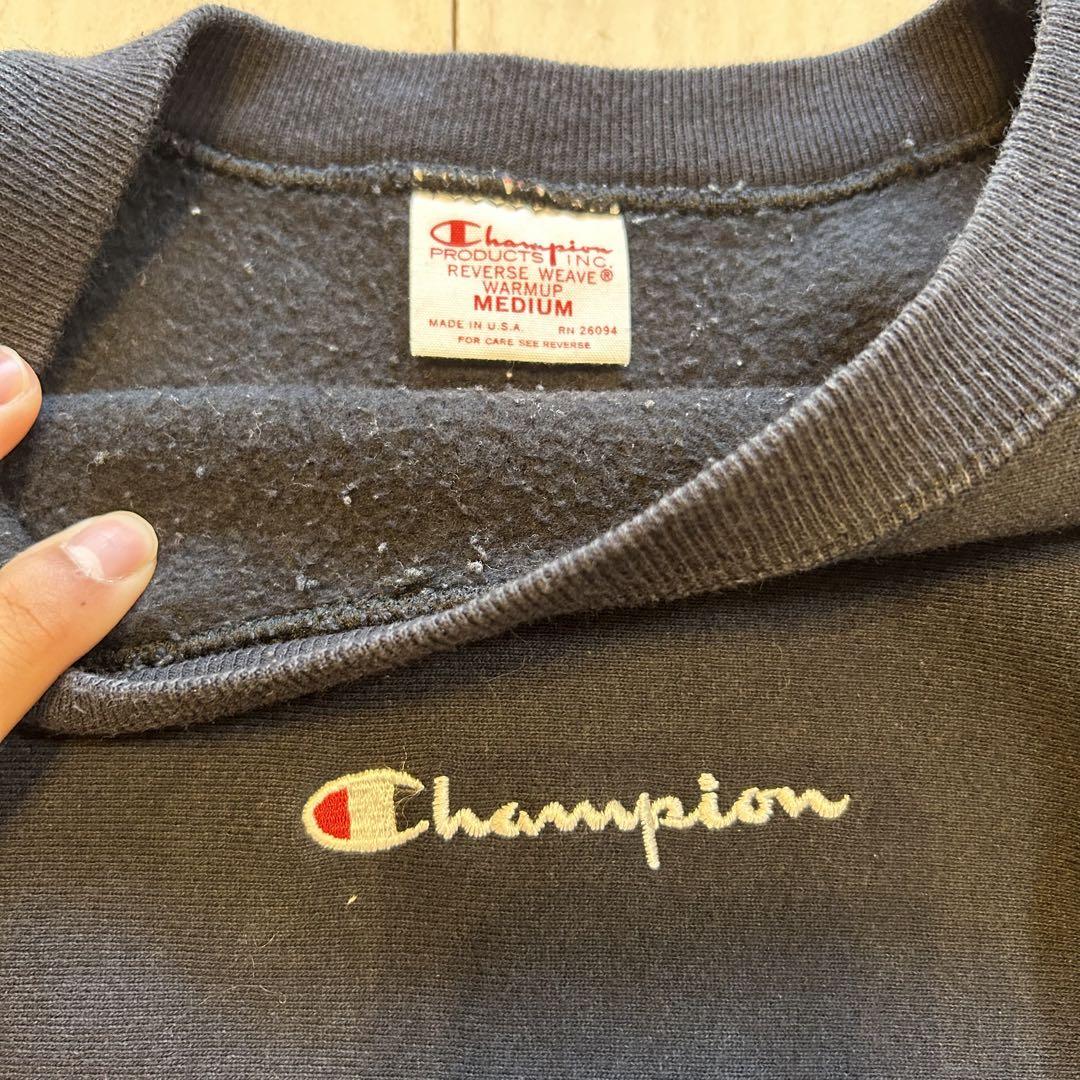 Champion
PRODUCTS INC.
REVERSE WEAVE®
WARMUP
MEDIUM
MADE IN U.S.A. RN 26094
FOR CARE SEE REVERSE
Champion